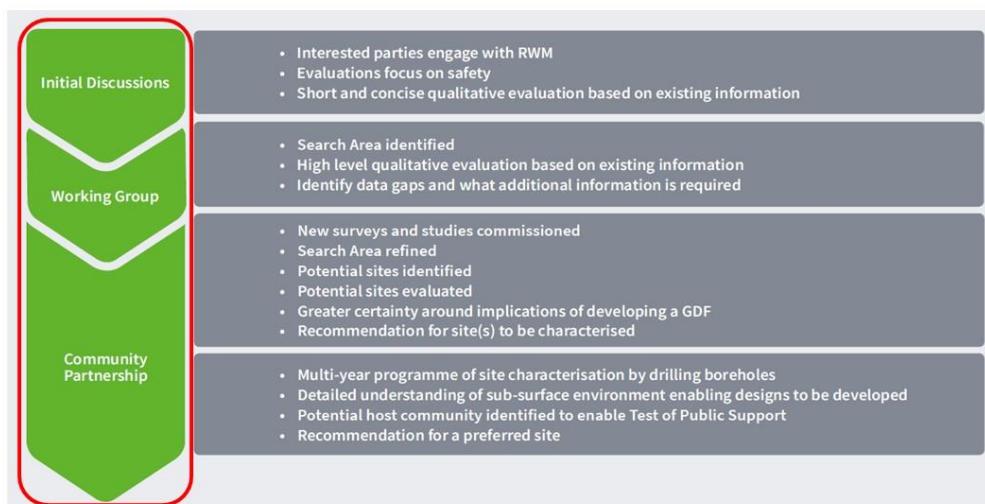 Initial Discussions
• Interested parties engage with RWM
• Evaluations focus on safety
• Short and concise qualitative evaluation based on existing information
Working Group
• Search Area identified
• High level qualitative evaluation based on existing information
• Identify data gaps and what additional information is required
Community
Partnership
• New surveys and studies commissioned
• Search Area refined
• Potential sites identified
• Potential sites evaluated
• Greater certainty around implications of developing a GDF
• Recommendation for site(s) to be characterised
• Multi-year programme of site characterisation by drilling boreholes
• Detailed understanding of sub-surface environment enabling designs to be developed
• Potential host community identified to enable Test of Public Support
• Recommendation for a preferred site